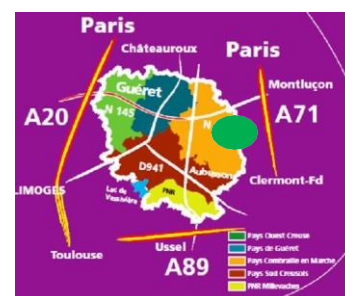 Paris
Châteauroux
Paris
Guéret
Montluçon
A20
N 145
N
A71
D941
Aubusson
LIMOGES
Lac de
Vassivière
PNR
Clermont-Fd
Toulouse
Ussel
A89
Pays Ouest Creuse
Pays de Guéret
Pays Combraille en Marche
Pays Sud Creusois
PNR Millevaches